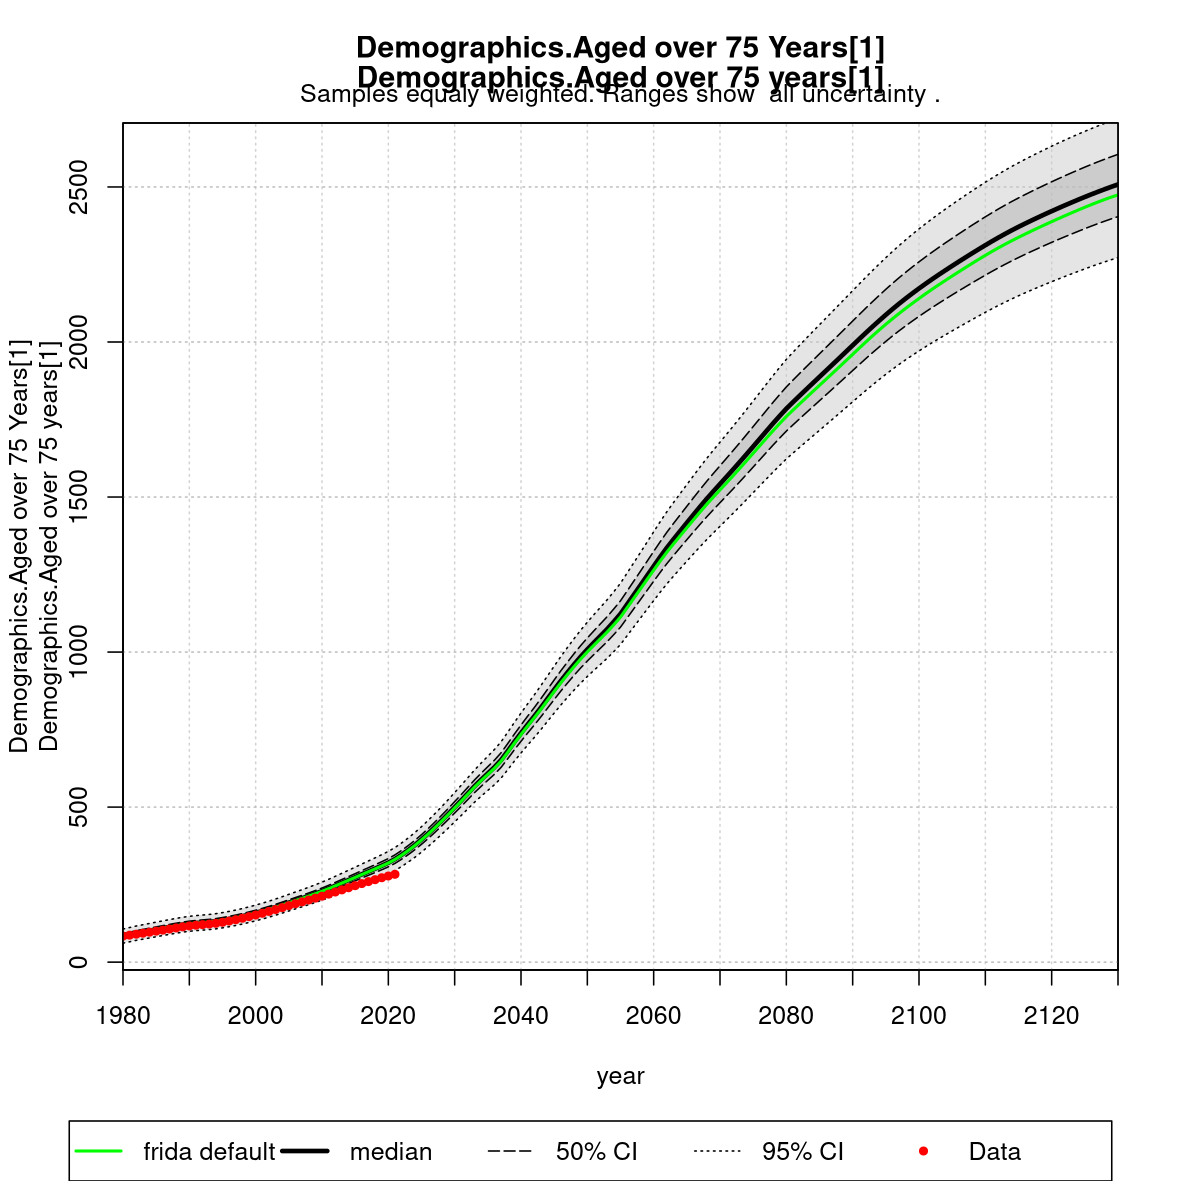 Demographics.Aged over 75 Years[1]
Demographics.Aged over 75 years[1]
Samples equaly weighted. Ranges show  all uncertainty .
Demographics.Aged over 75 Years[1]
Demographics.Aged over 75 years[1]
2500
2000
1500
1000
500
0
1980 2000 2020 2040 2060 2080 2100 2120
year
frida default median 50% CI 95% CI Data